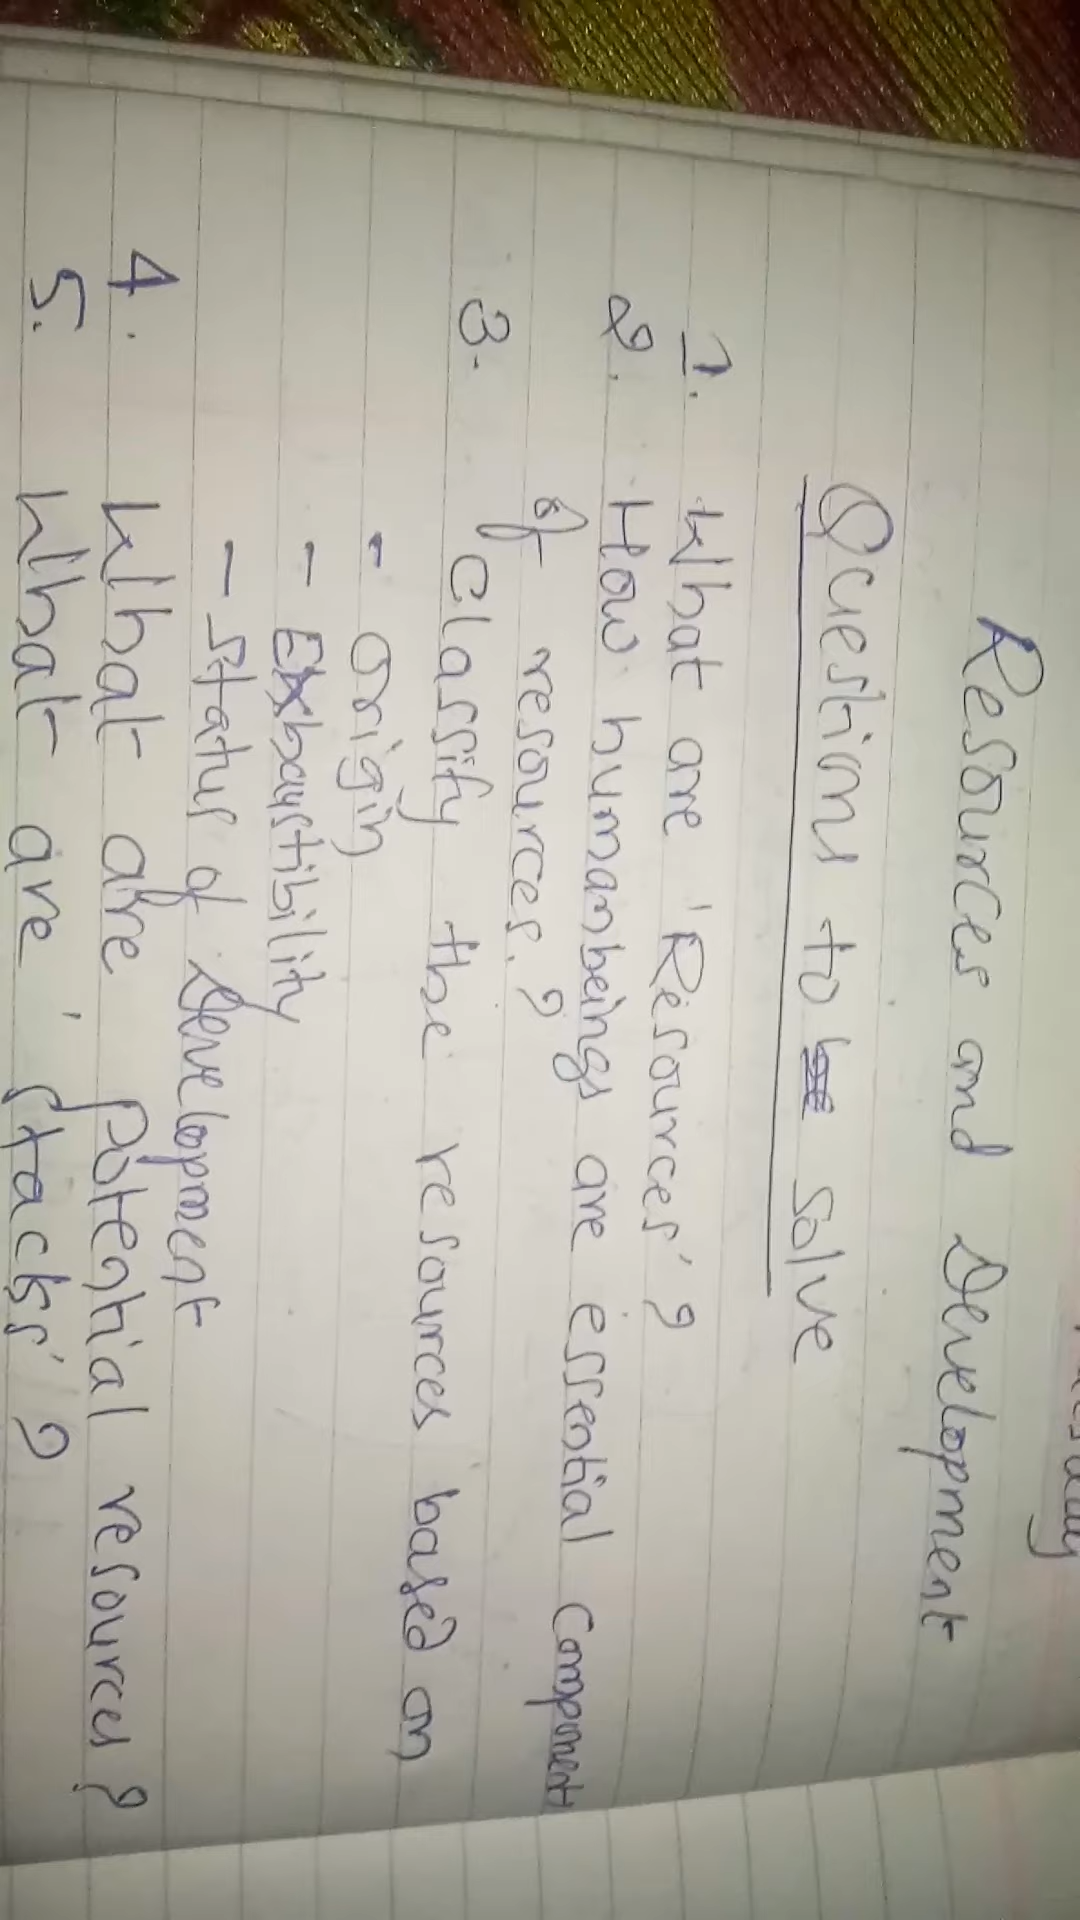 Resources and Development
Questions to solve
1. What are 'Resources'?
2. How humanbeings are essential component
of resources?
3. classify the resources based on
- origin
- Exhaustibility
- Status of Development
4. What are Potential resources?
5. What are 'stocks'?